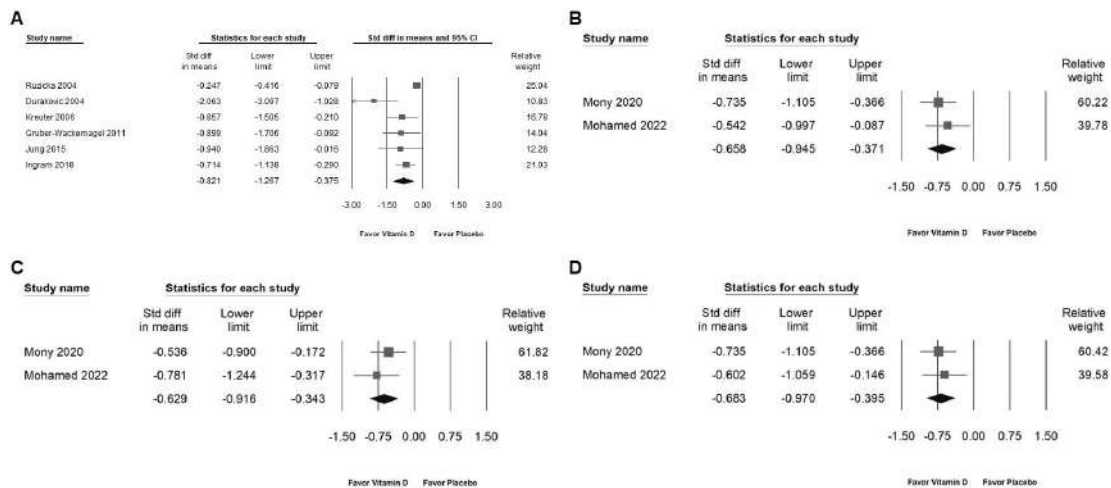 A
Study name Statistics for each study Std diff in means and 95% CI
Std diff in means Lower limit Upper limit Relative weight
Ruzicka 2004 -0.247 -0.416 -0.079 25.04
Durakovic 2004 -2.063 -3.097 -1.028 10.83
Kreuter 2006 -0.857 -1.505 -0.210 16.78
Gruber-Wackernagel 2011 -0.899 -1.706 -0.092 14.04
Jung 2015 -0.940 -1.863 -0.016 12.28
Ingram 2018 -0.714 -1.138 -0.290 21.03
-0.821 -1.267 -0.375
-3.00 -1.50 0.00 1.50 3.00
Favor Vitamin D Favor Placebo
B
Study name Statistics for each study
Std diff in means Lower limit Upper limit Relative weight
Mony 2020 -0.735 -1.105 -0.366 60.22
Mohamed 2022 -0.542 -0.997 -0.087 39.78
-0.658 -0.945 -0.371
-1.50 -0.75 0.00 0.75 1.50
Favor Vitamin D Favor Placebo
C
Study name Statistics for each study
Std diff in means Lower limit Upper limit Relative weight
Mony 2020 -0.536 -0.900 -0.172 61.82
Mohamed 2022 -0.781 -1.244 -0.317 38.18
-0.629 -0.916 -0.343
-1.50 -0.75 0.00 0.75 1.50
Favor Vitamin D Favor Placebo
D
Study name Statistics for each study
Std diff in means Lower limit Upper limit Relative weight
Mony 2020 -0.735 -1.105 -0.366 60.42
Mohamed 2022 -0.602 -1.059 -0.146 39.58
-0.683 -0.970 -0.395
-1.50 -0.75 0.00 0.75 1.50
Favor Vitamin D Favor Placebo